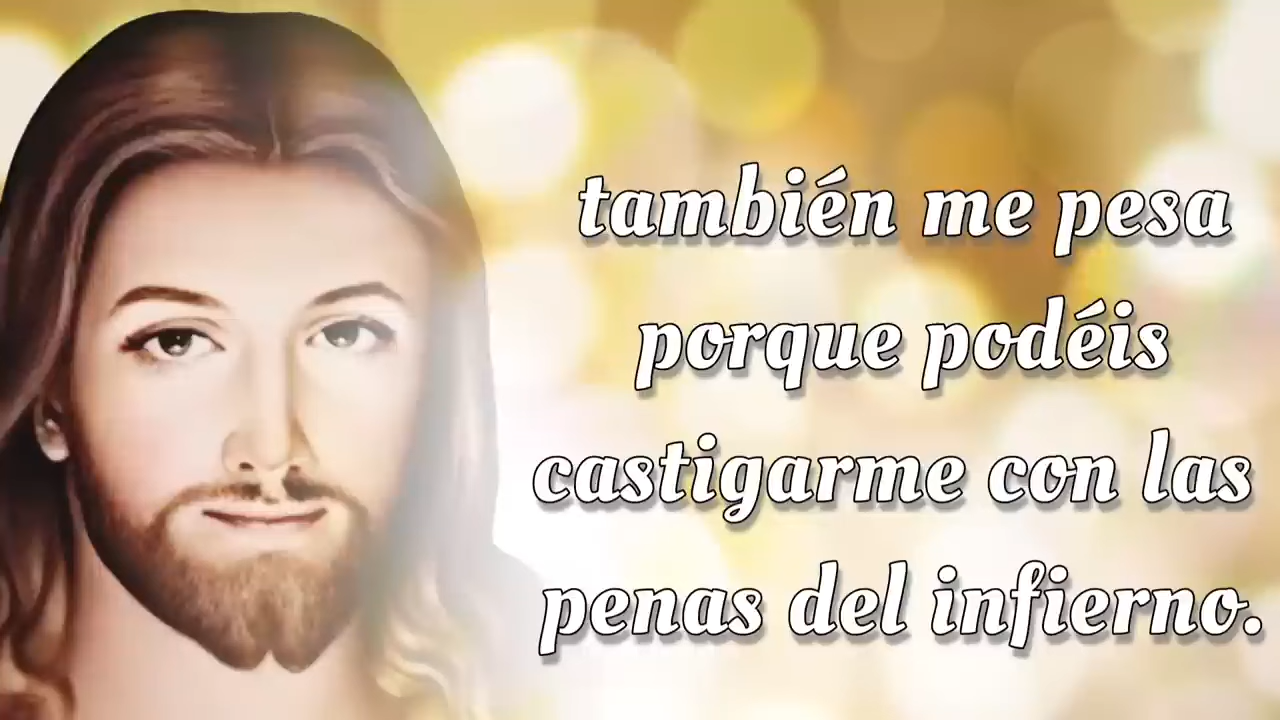 también me pesa
porque podéis
castigarme con las
penas del infierno.